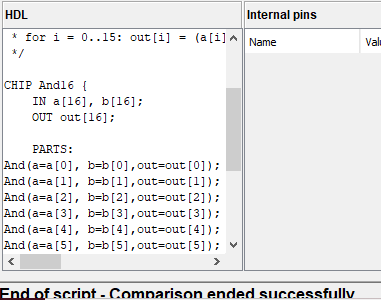 HDL
Internal pins
* for i = 0..15: out[i] = (a[i]
*/
CHIP And16 {
IN a[16], b[16];
OUT out[16];
PARTS:
And(a=a[0], b=b[0],out=out[0]);
And(a=a[1], b=b[1],out=out[1]);
And(a=a[2], b=b[2],out=out[2]);
And(a=a[3], b=b[3],out=out[3]);
And(a=a[4], b=b[4],out=out[4]);
And(a=a[5], b=b[5],out=out[5]);
Name
Valu
End of script - Comparison ended successfully